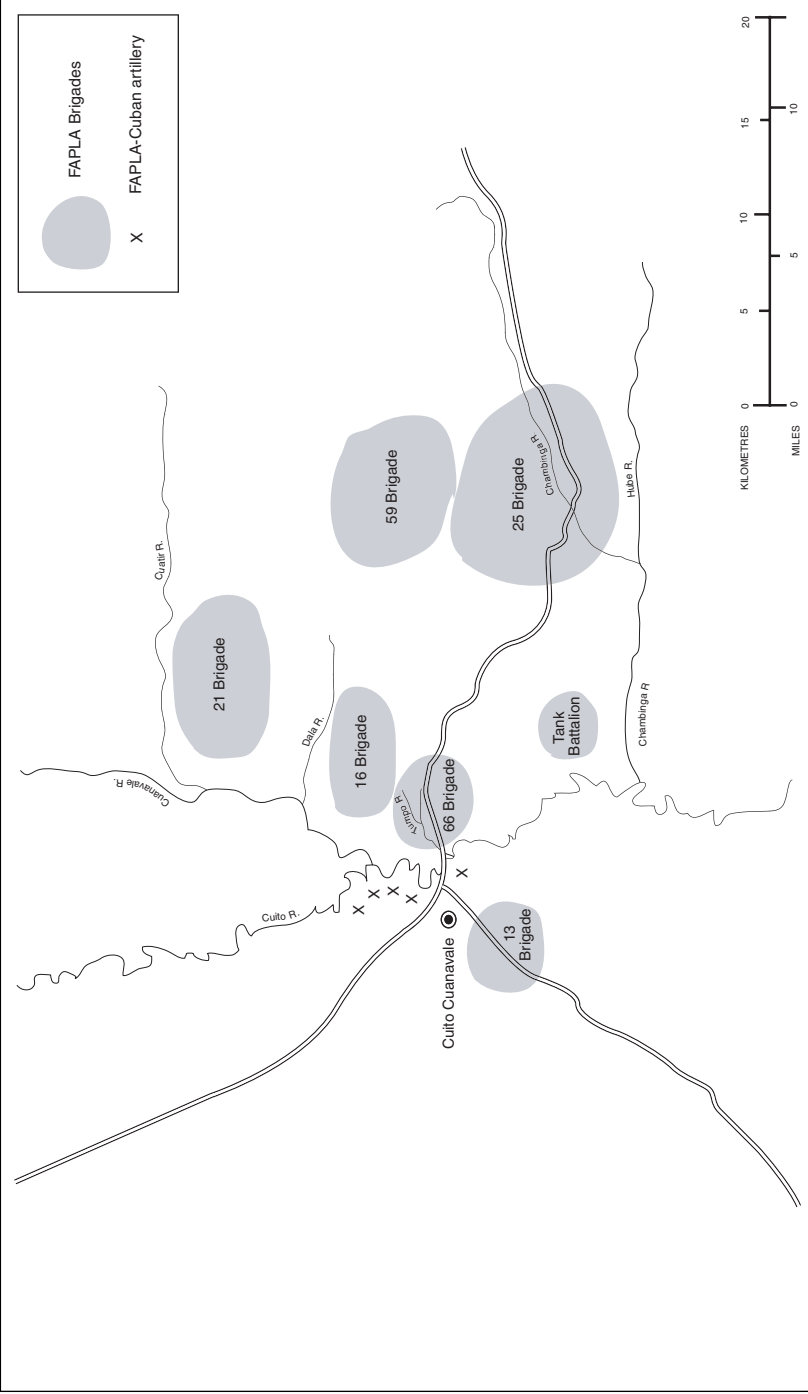 FAPLA Brigades
X FAPLA-Cuban artillery
Cuatir R.
Cuanavale R.
21 Brigade
Dala R.
Cuito R.
16 Brigade
59 Brigade
X
X
X
X
Tumpo R
66 Brigade
X
Cuito Cuanavale
13
Brigade
25 Brigade
Chambinga R.
Tank
Battalion
Hube R.
Chambinga R
KILOMETRES
0 5 10 15 20
MILES
0 5 10